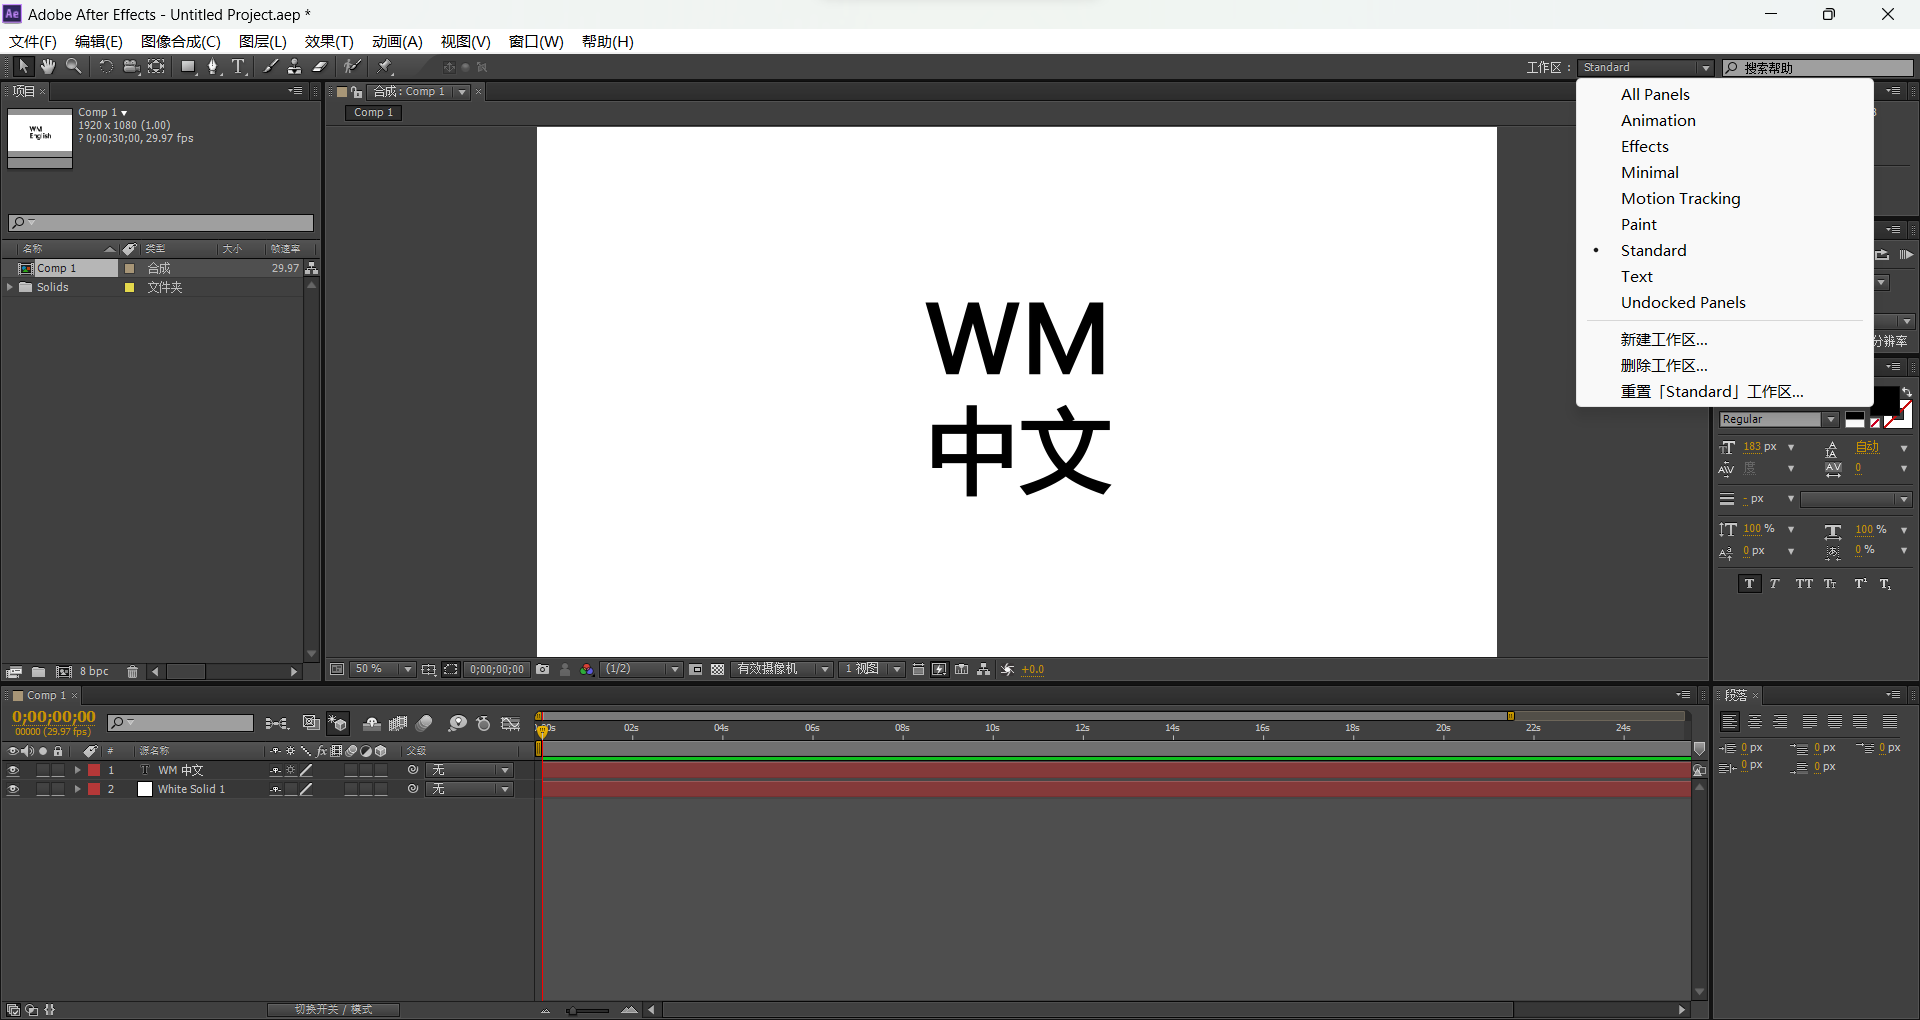 Ae Adobe After Effects - Untitled Project.aep *
文件(F) 编辑(E) 图像合成(C) 图层(L) 效果(T) 动画(A) 视图(V) 窗口(W) 帮助(H)
工作区: Standard 搜索帮助
All Panels
Animation
Effects
Minimal
Motion Tracking
Paint
• Standard
Text
Undocked Panels
新建工作区...
删除工作区...
重置「Standard」工作区...
项目
Comp 1
1920 x 1080 (1.00)
? 0;00;30;00, 29.97 fps
WM
English
名称 类型 大小 帧速率
Comp 1 合成 29.97
Solids 文件夹
8 bpc
合成: Comp 1
Comp 1
WM
中文
50 % 0;00;00;00 (1/2) 有效摄像机 1 视图 +0.0
分辨率
Regular
183 px 自动
度 0
- px
100 % 100 %
0 px 0 %
T T TT Tt T¹ T₁
Comp 1
0;00;00;00
00000 (29.97 fps)
# 源名称 fx 父级
1 T WM 中文 无
2 White Solid 1 无
02s 04s 06s 08s 10s 12s 14s 16s 18s 20s 22s 24s
切换开关 / 模式
段落
0 px 0 px 0 px
0 px 0 px